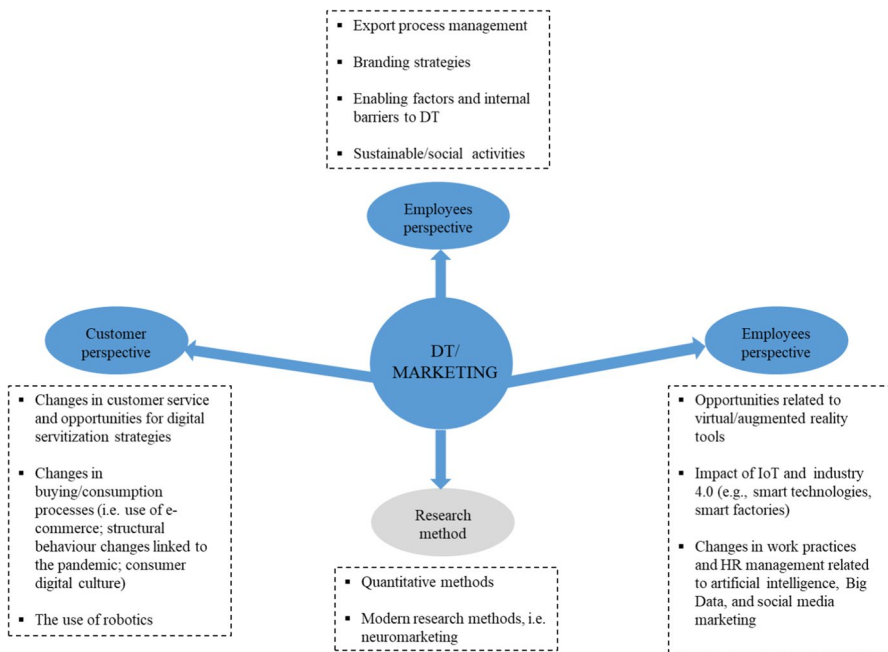 ▪ Export process management
▪ Branding strategies
▪ Enabling factors and internal
barriers to DT
▪ Sustainable/social activities
Employees
perspective
Customer
perspective
DT/
MARKETING
Employees
perspective
▪ Changes in customer service
and opportunities for digital
servitization strategies
▪ Changes in
buying/consumption
processes (i.e. use of e-
commerce; structural
behaviour changes linked to
the pandemic; consumer
digital culture)
▪ The use of robotics
Research
method
▪ Quantitative methods
▪ Modern research methods, i.e.
neuromarketing
▪ Opportunities related to
virtual/augmented reality
tools
▪ Impact of IoT and industry
4.0 (e.g., smart technologies,
smart factories)
▪ Changes in work practices
and HR management related
to artificial intelligence, Big
Data, and social media
marketing